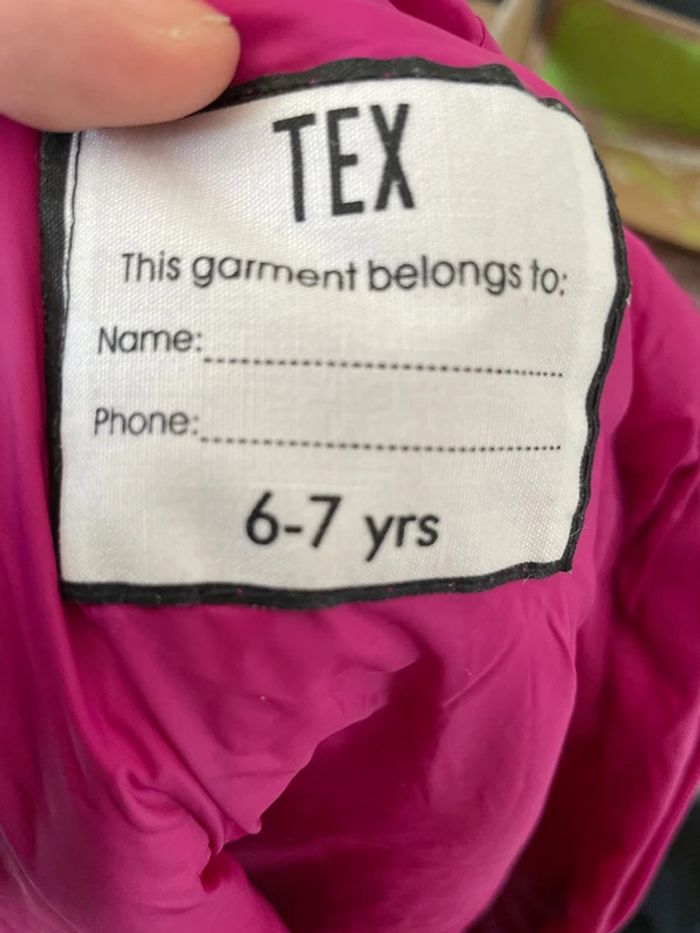 TEX
This garment belongs to:
Name:
Phone:
6-7 yrs